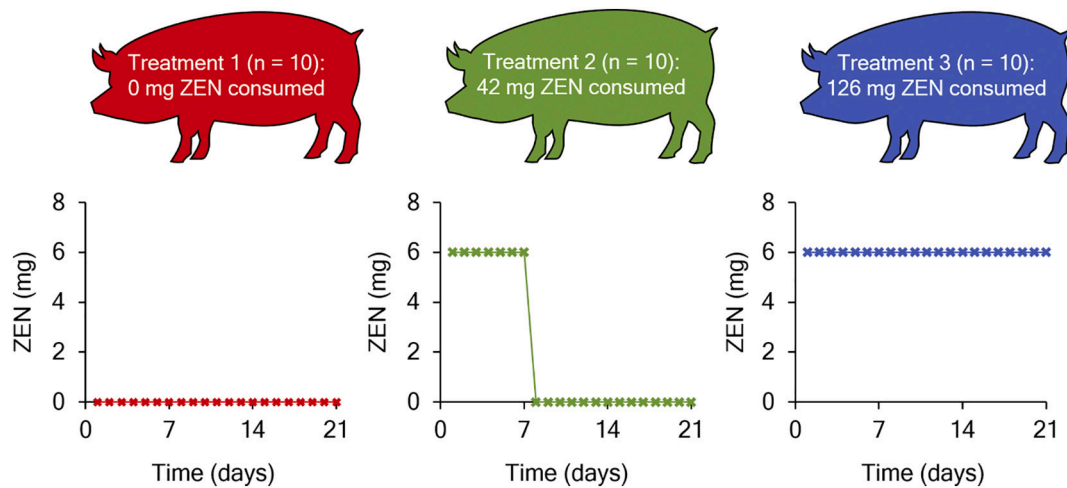 Treatment 1 (n = 10):
0 mg ZEN consumed
Treatment 2 (n = 10):
42 mg ZEN consumed
Treatment 3 (n = 10):
126 mg ZEN consumed
ZEN (mg)
8
6
4
2
0
0 7 14 21
Time (days)
ZEN (mg)
8
6
4
2
0
0 7 14 21
Time (days)
ZEN (mg)
8
6
4
2
0
0 7 14 21
Time (days)